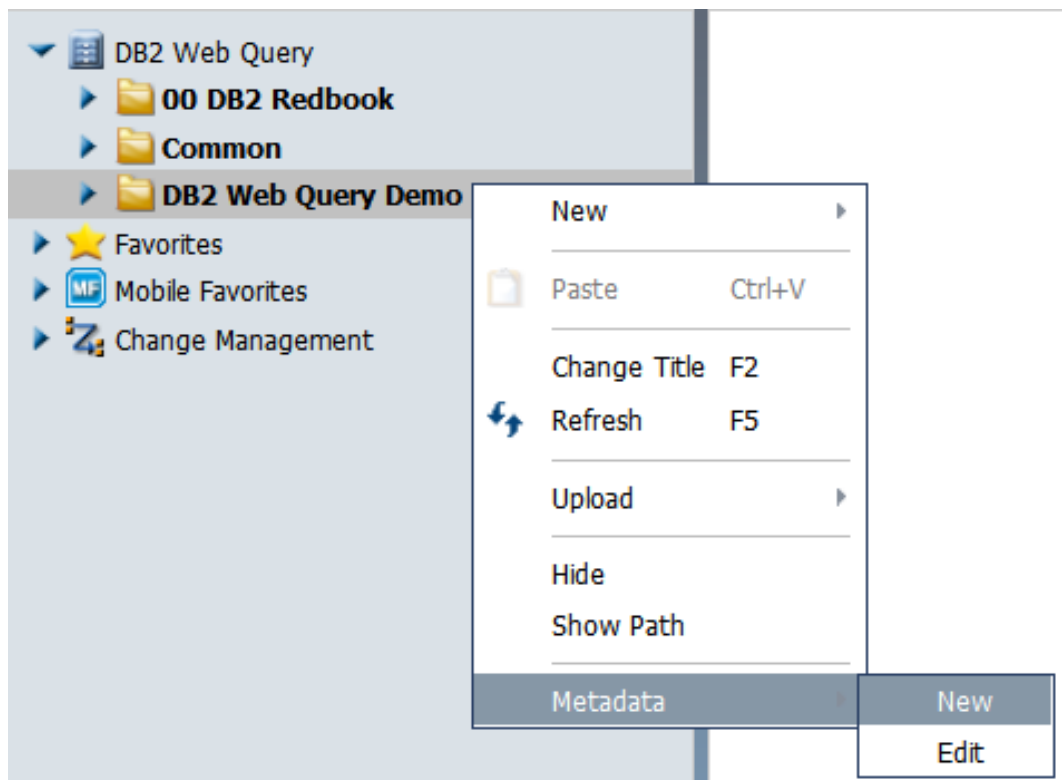 DB2 Web Query
00 DB2 Redbook
Common
DB2 Web Query Demo
Favorites
MF Mobile Favorites
Change Management
New
Paste Ctrl+V
Change Title F2
Refresh F5
Upload
Hide
Show Path
Metadata
New
Edit